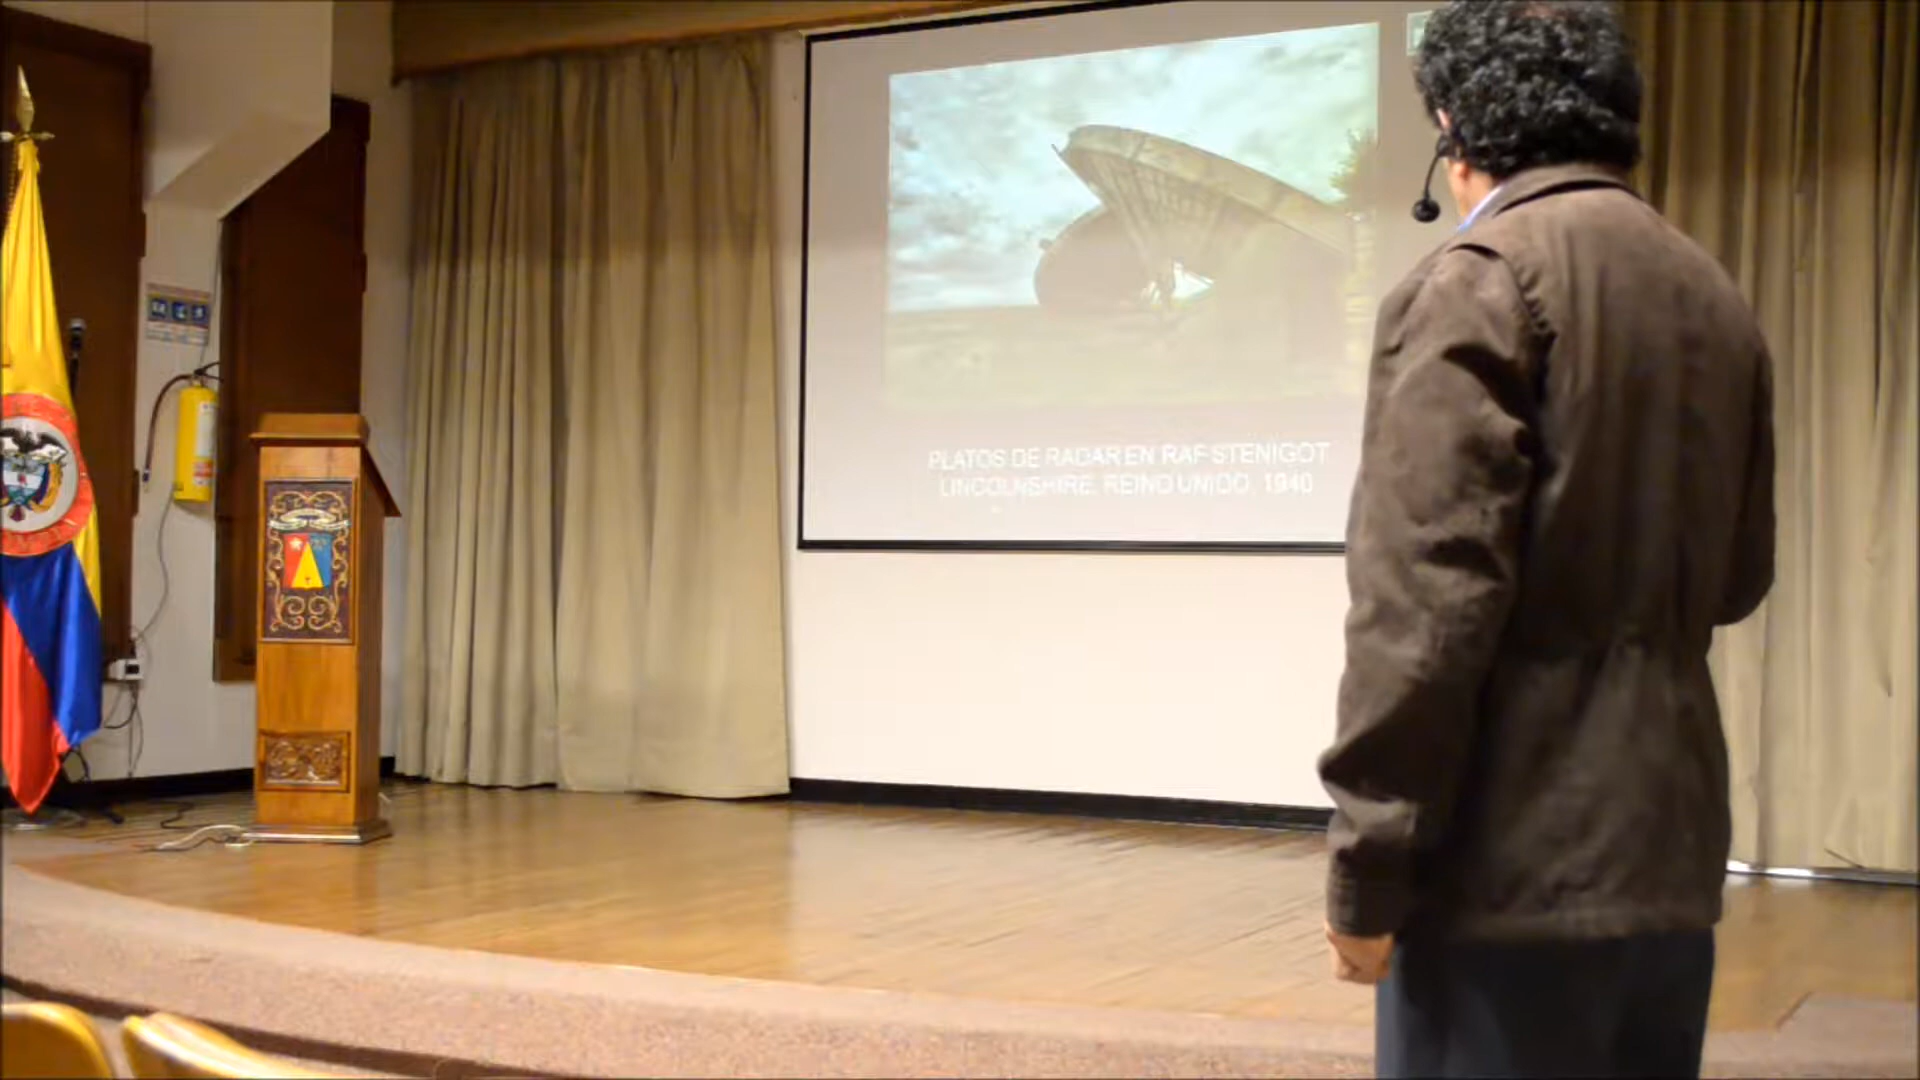 PLATOS DE RADAR EN RAF STENIGOT
LINCOLNSHIRE, REINO UNIDO, 1940